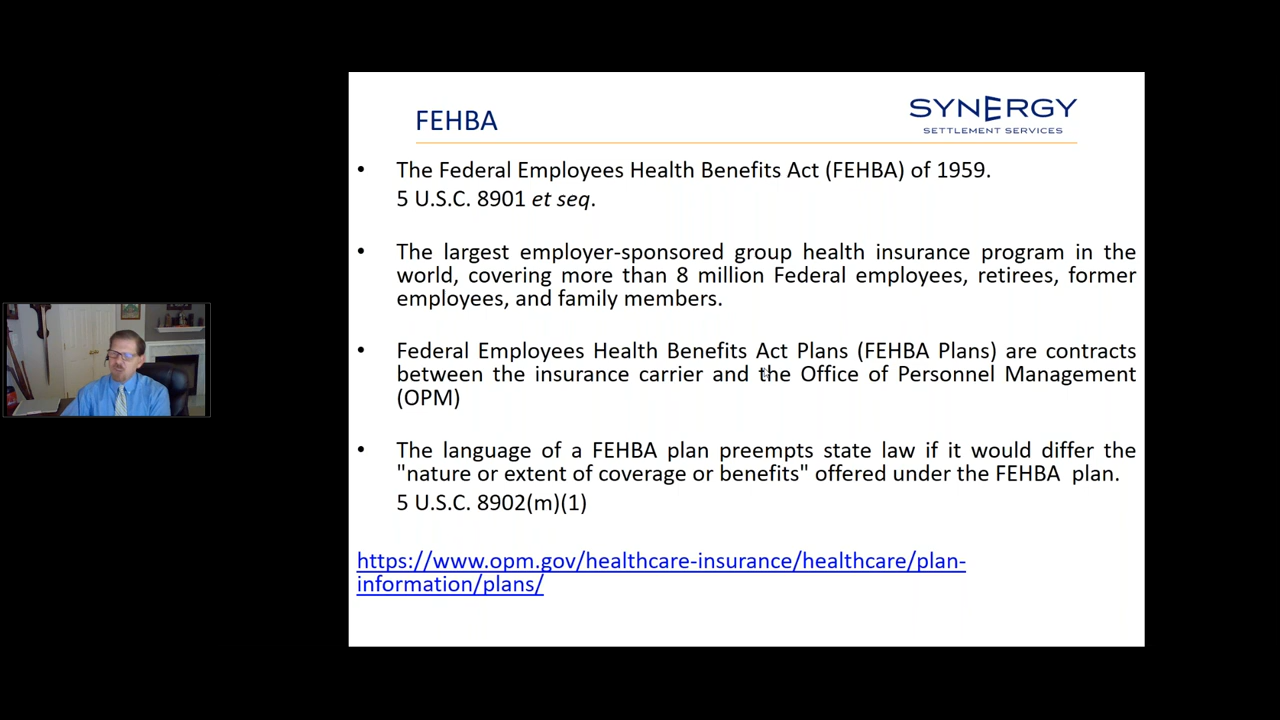 FEHBA
SYNERGY
SETTLEMENT SERVICES
• The Federal Employees Health Benefits Act (FEHBA) of 1959.
5 U.S.C. 8901 et seq.
• The largest employer-sponsored group health insurance program in the
world, covering more than 8 million Federal employees, retirees, former
employees, and family members.
• Federal Employees Health Benefits Act Plans (FEHBA Plans) are contracts
between the insurance carrier and the Office of Personnel Management
(OPM)
• The language of a FEHBA plan preempts state law if it would differ the
"nature or extent of coverage or benefits" offered under the FEHBA plan.
5 U.S.C. 8902(m)(1)
https://www.opm.gov/healthcare-insurance/healthcare/plan-
information/plans/